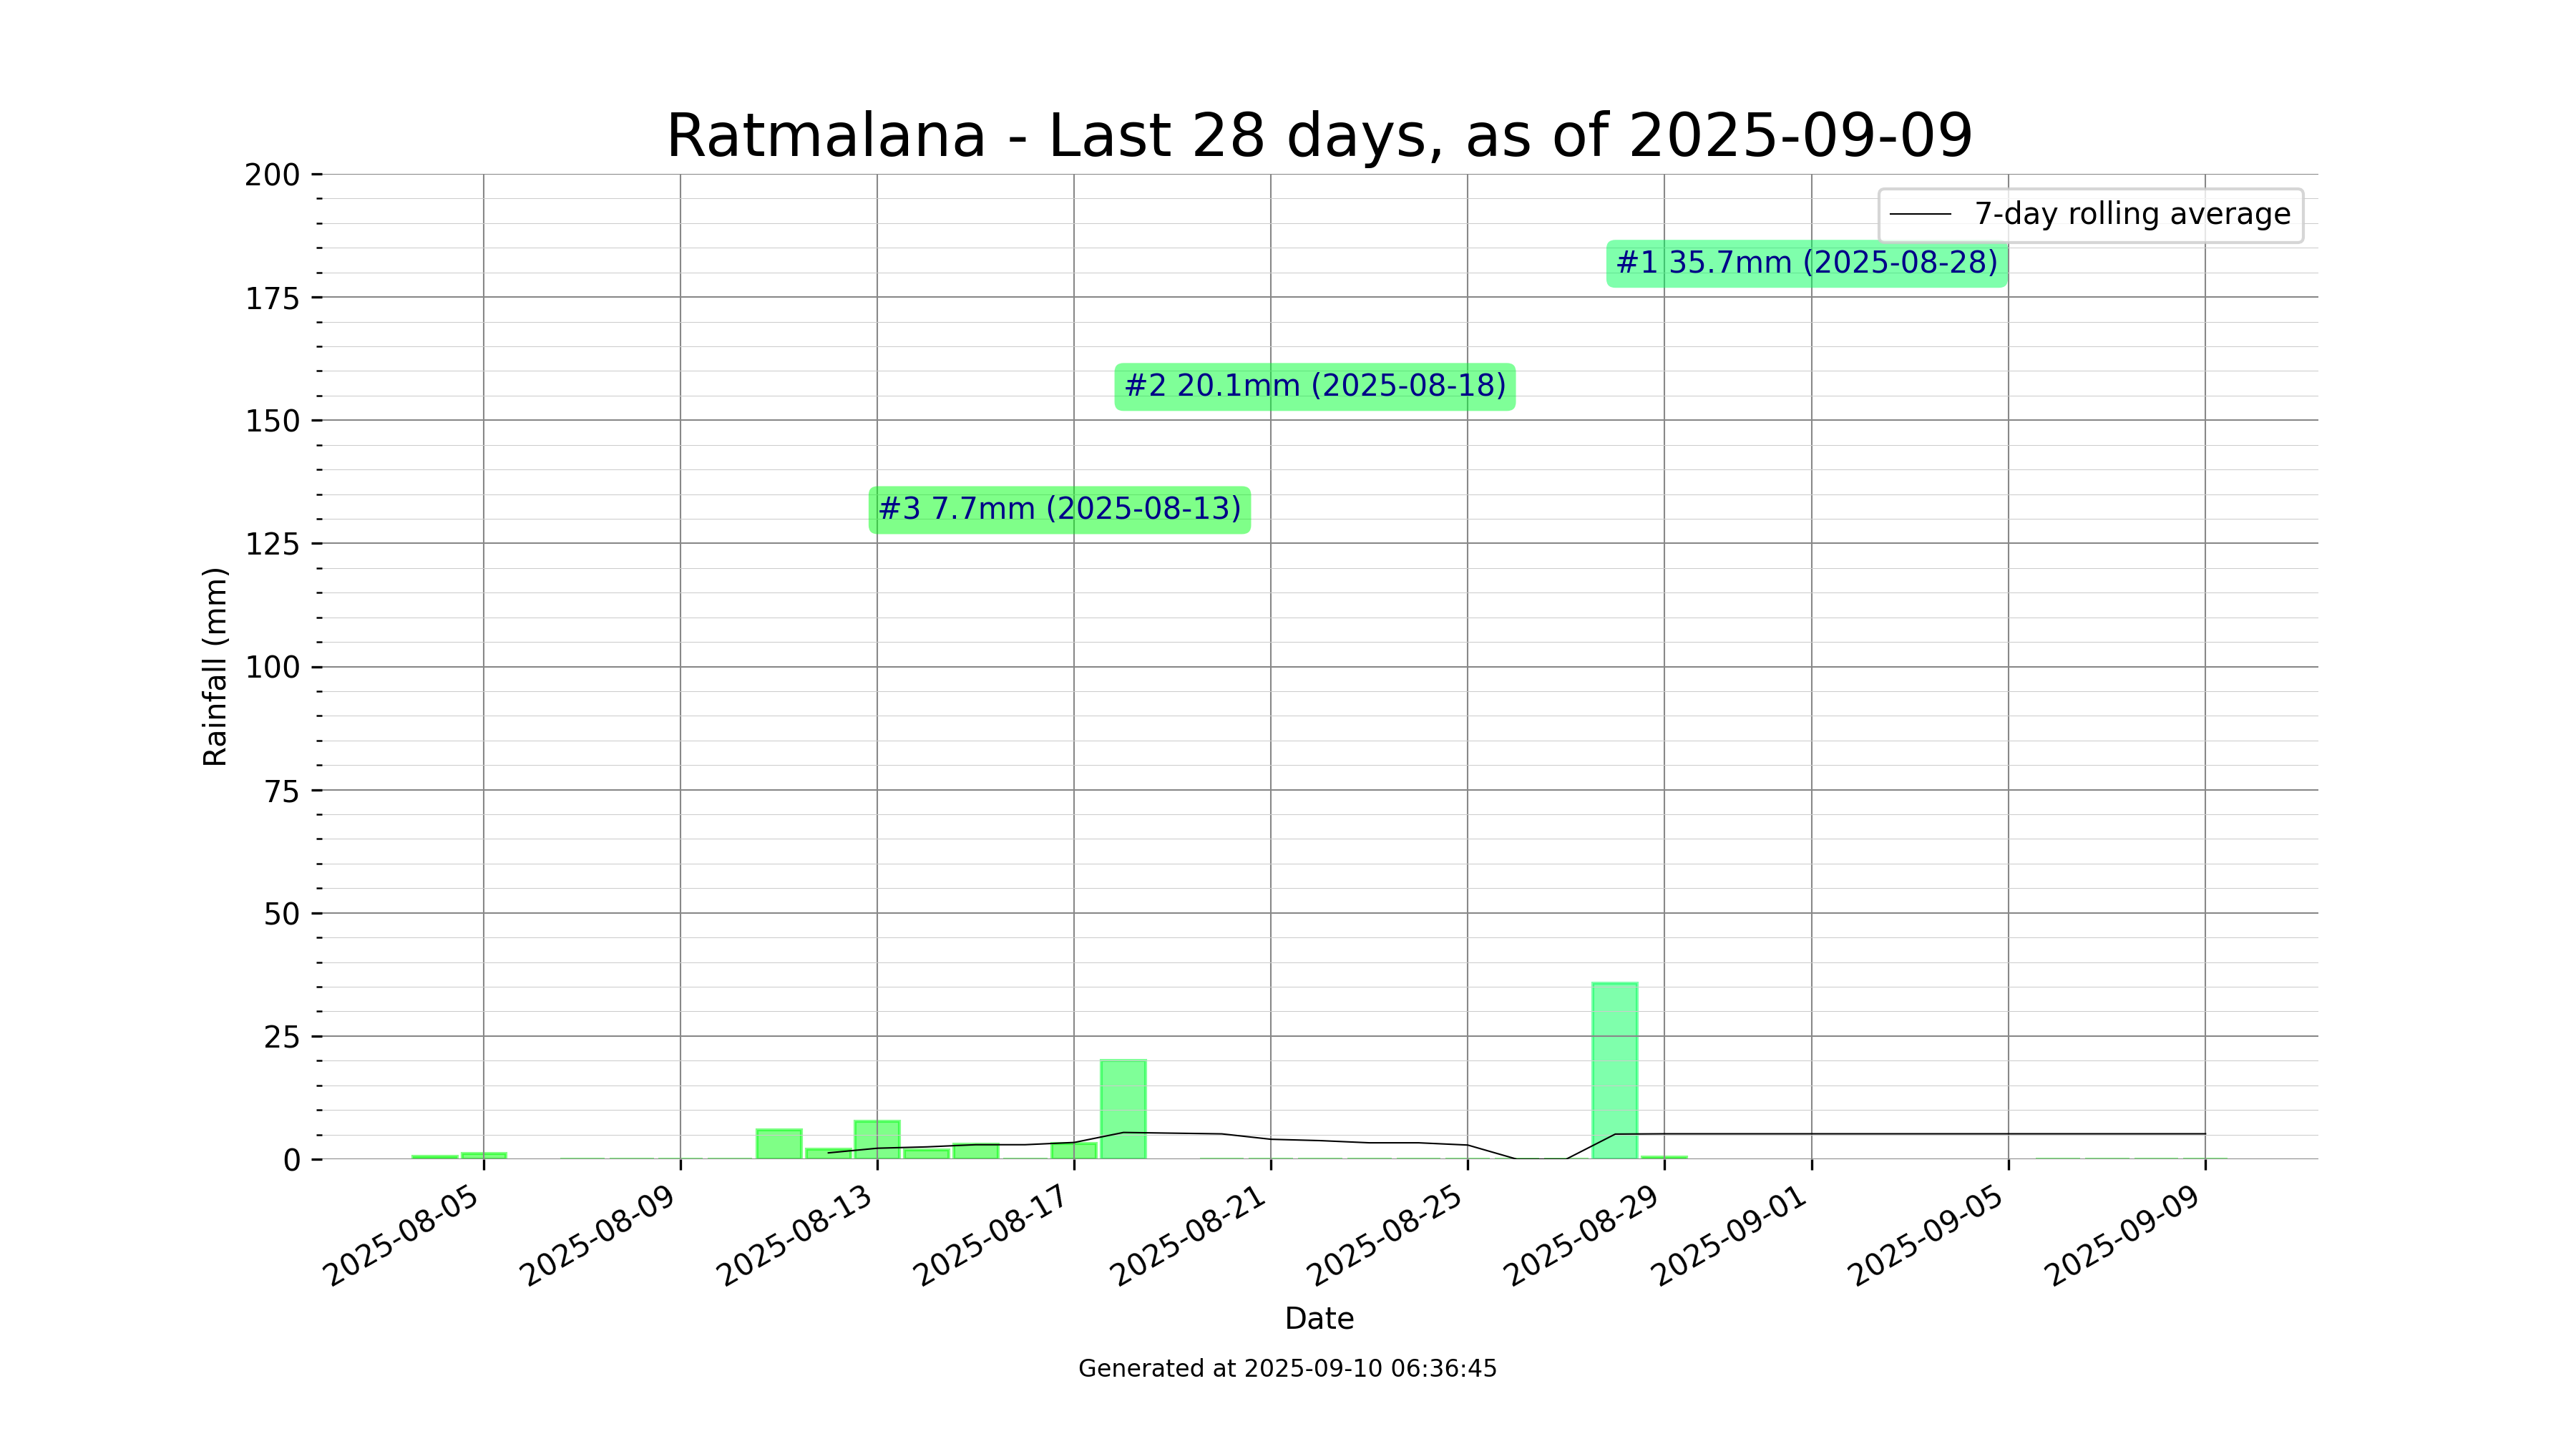 Ratmalana - Last 28 days, as of 2025-09-09
7-day rolling average
#1 35.7mm (2025-08-28)
#2 20.1mm (2025-08-18)
#3 7.7mm (2025-08-13)
Rainfall (mm)
200
175
150
125
100
75
50
25
0
2025-08-05
2025-08-09
2025-08-13
2025-08-17
2025-08-21
2025-08-25
2025-08-29
2025-09-01
2025-09-05
2025-09-09
Date
Generated at 2025-09-10 06:36:45